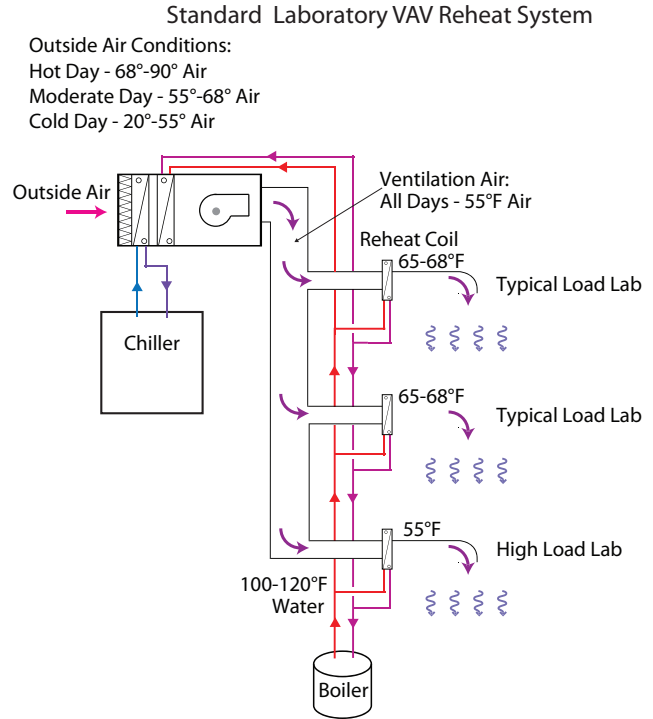 Standard Laboratory VAV Reheat System
Outside Air Conditions:
Hot Day - 68°-90° Air
Moderate Day - 55°-68° Air
Cold Day - 20°-55° Air
Outside Air
Ventilation Air:
All Days - 55°F Air
Reheat Coil
65-68°F
Typical Load Lab
Chiller
65-68°F
Typical Load Lab
55°F
High Load Lab
100-120°F
Water
Boiler